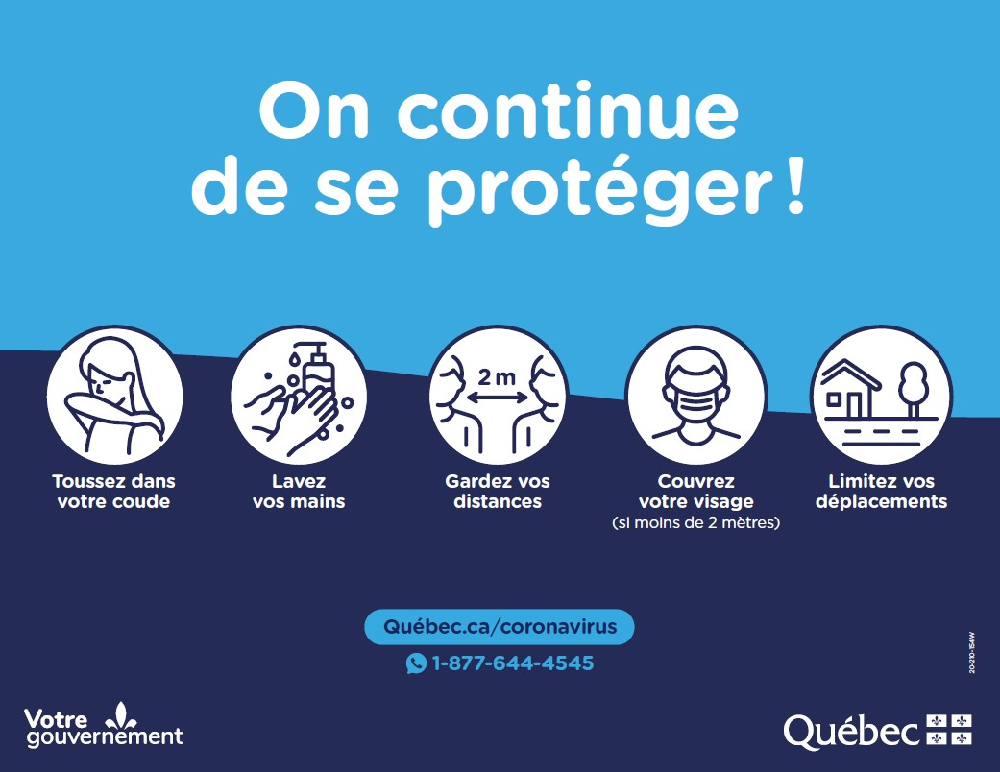 On continue
de se protéger !
2 m
Toussez dans
votre coude
Lavez
vos mains
Gardez vos
distances
Couvrez
votre visage
(si moins de 2 mètres)
Limitez vos
déplacements
Québec.ca/coronavirus
1-877-644-4545
20-210-154W
Votre
gouvernement
Québec